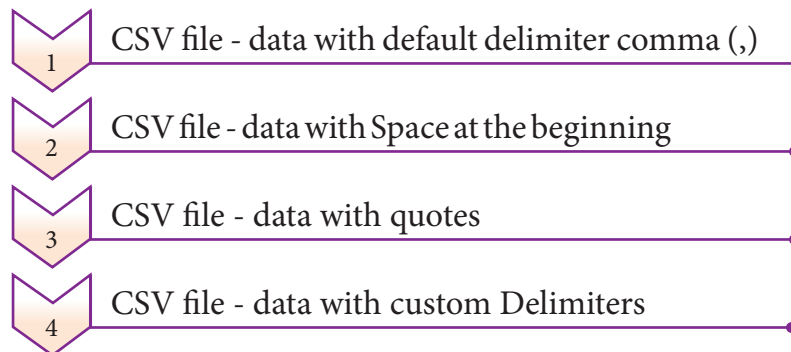 1 CSV file - data with default delimiter comma (,)
2 CSV file - data with Space at the beginning
3 CSV file - data with quotes
4 CSV file - data with custom Delimiters